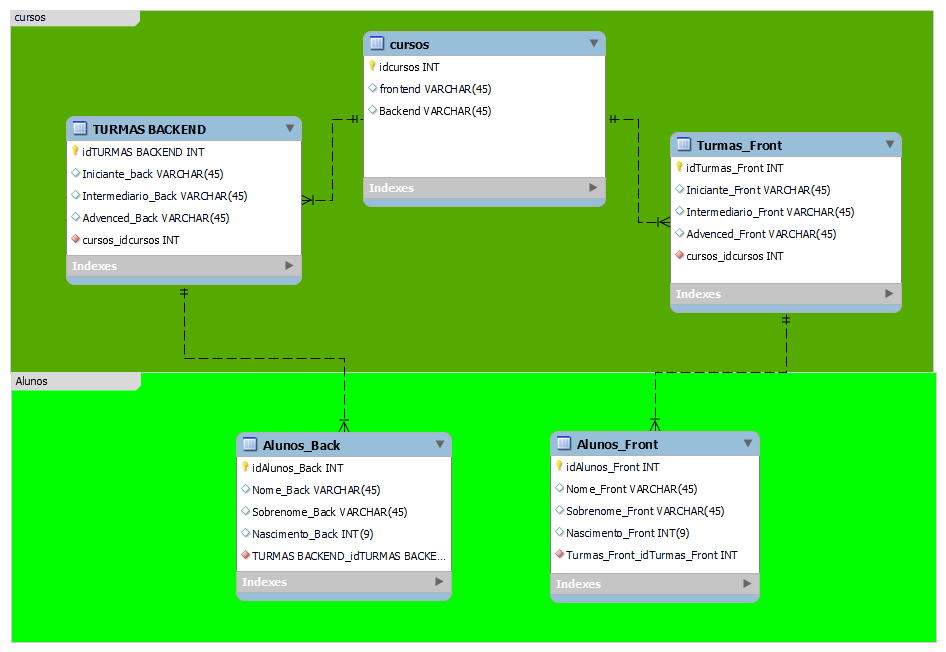 cursos
cursos
idcursos INT
frontend VARCHAR(45)
Backend VARCHAR(45)
Indexes
TURMAS BACKEND
idTURMAS BACKEND INT
Iniciante_back VARCHAR(45)
Intermediario_Back VARCHAR(45)
Advenced_Back VARCHAR(45)
cursos_idcursos INT
Indexes
Turmas_Front
idTurmas_Front INT
Iniciante_Front VARCHAR(45)
Intermediario_Front VARCHAR(45)
Advenced_Front VARCHAR(45)
cursos_idcursos INT
Indexes
Alunos
Alunos_Back
idAlunos_Back INT
Nome_Back VARCHAR(45)
Sobrenome_Back VARCHAR(45)
Nascimento_Back INT(9)
TURMAS BACKEND_idTURMAS BACKE...
Indexes
Alunos_Front
idAlunos_Front INT
Nome_Front VARCHAR(45)
Sobrenome_Front VARCHAR(45)
Nascimento_Front INT(9)
Turmas_Front_idTurmas_Front INT
Indexes